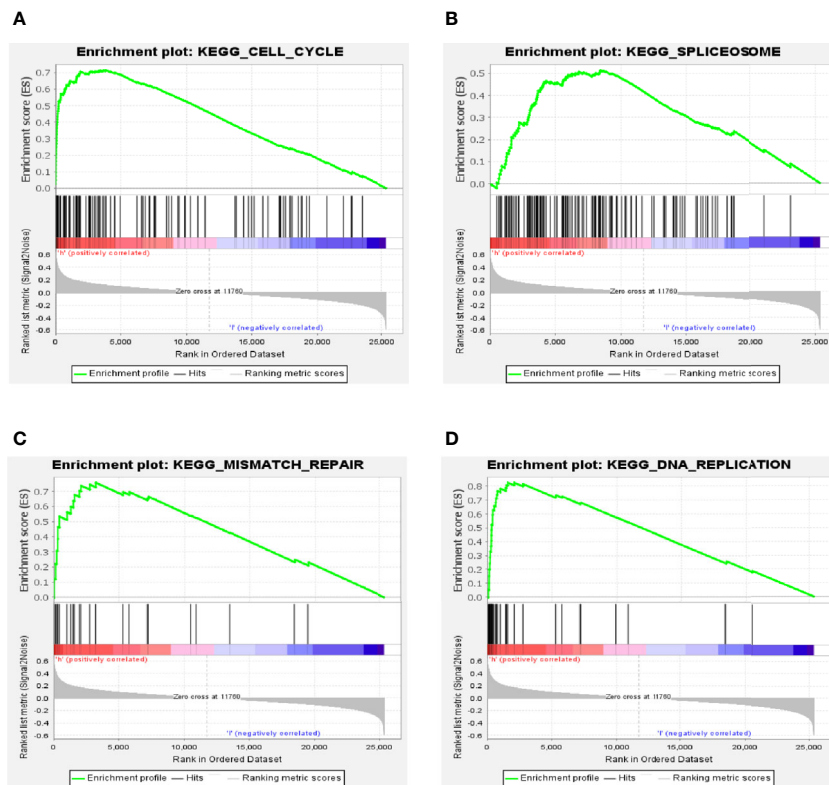 A
Enrichment plot: KEGG_CELL_CYCLE
Enrichment score (ES)
0.7
0.6
0.5
0.4
0.3
0.2
0.1
0.0
Ranked list metric (Signal2Noise)
0.6
0.4
0.2
0.0
-0.2
-0.4
-0.6
'h' (positively correlated)
Zero cross at 11760
'l' (negatively correlated)
0 5,000 10,000 15,000 20,000 25,000
Rank in Ordered Dataset
Enrichment profile Hits Ranking metric scores
B
Enrichment plot: KEGG_SPLICEOSOME
Enrichment score (ES)
0.5
0.4
0.3
0.2
0.1
0.0
Ranked list metric (Signal2Noise)
0.6
0.4
0.2
0.0
-0.2
-0.4
-0.6
'h' (positively correlated)
Zero cross at 11760
'l' (negatively correlated)
0 5,000 10,000 15,000 20,000 25,000
Rank in Ordered Dataset
Enrichment profile Hits Ranking metric scores
C
Enrichment plot: KEGG_MISMATCH_REPAIR
Enrichment score (ES)
0.7
0.6
0.5
0.4
0.3
0.2
0.1
0.0
Ranked list metric (Signal2Noise)
0.6
0.4
0.2
0.0
-0.2
-0.4
-0.6
'h' (positively correlated)
Zero cross at 11760
'l' (negatively correlated)
0 5,000 10,000 15,000 20,000 25,000
Rank in Ordered Dataset
Enrichment profile Hits Ranking metric scores
D
Enrichment plot: KEGG_DNA_REPLICATION
Enrichment score (ES)
0.8
0.7
0.6
0.5
0.4
0.3
0.2
0.1
0.0
Ranked list metric (Signal2Noise)
0.6
0.4
0.2
0.0
-0.2
-0.4
-0.6
'h' (positively correlated)
Zero cross at 11760
'l' (negatively correlated)
0 5,000 10,000 15,000 20,000 25,000
Rank in Ordered Dataset
Enrichment profile Hits Ranking metric scores